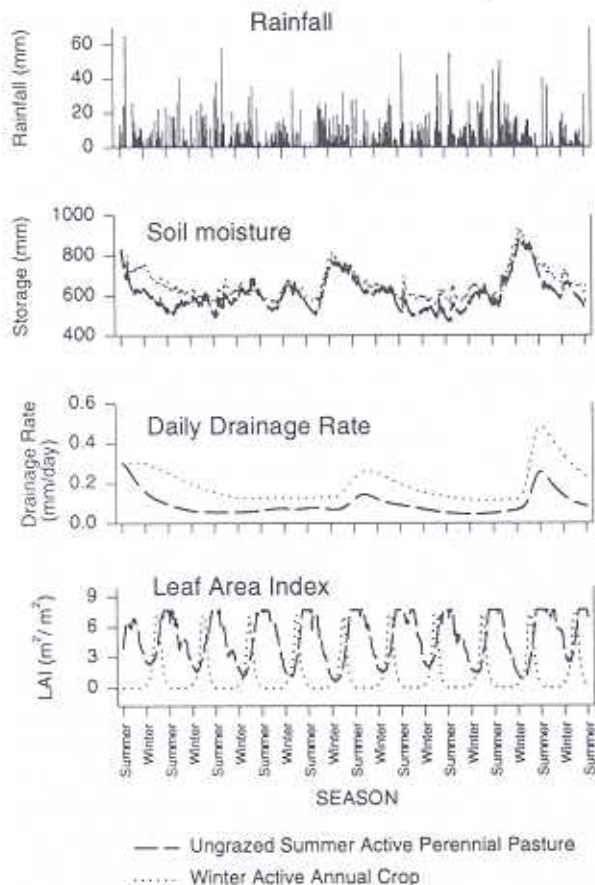 Rainfall
Rainfall (mm)
60
40
20
0
Soil moisture
Storage (mm)
1000
800
600
400
Daily Drainage Rate
Drainage Rate
(mm/day)
0.6
0.4
0.2
0.0
Leaf Area Index
LAI (m²/ m²)
9
6
3
0
Summer
Winter
Summer
Winter
Summer
Winter
Summer
Winter
Summer
Winter
Summer
Winter
Summer
Winter
Summer
Winter
Summer
Winter
Summer
Winter
Summer
SEASON
Ungrazed Summer Active Perennial Pasture
Winter Active Annual Crop